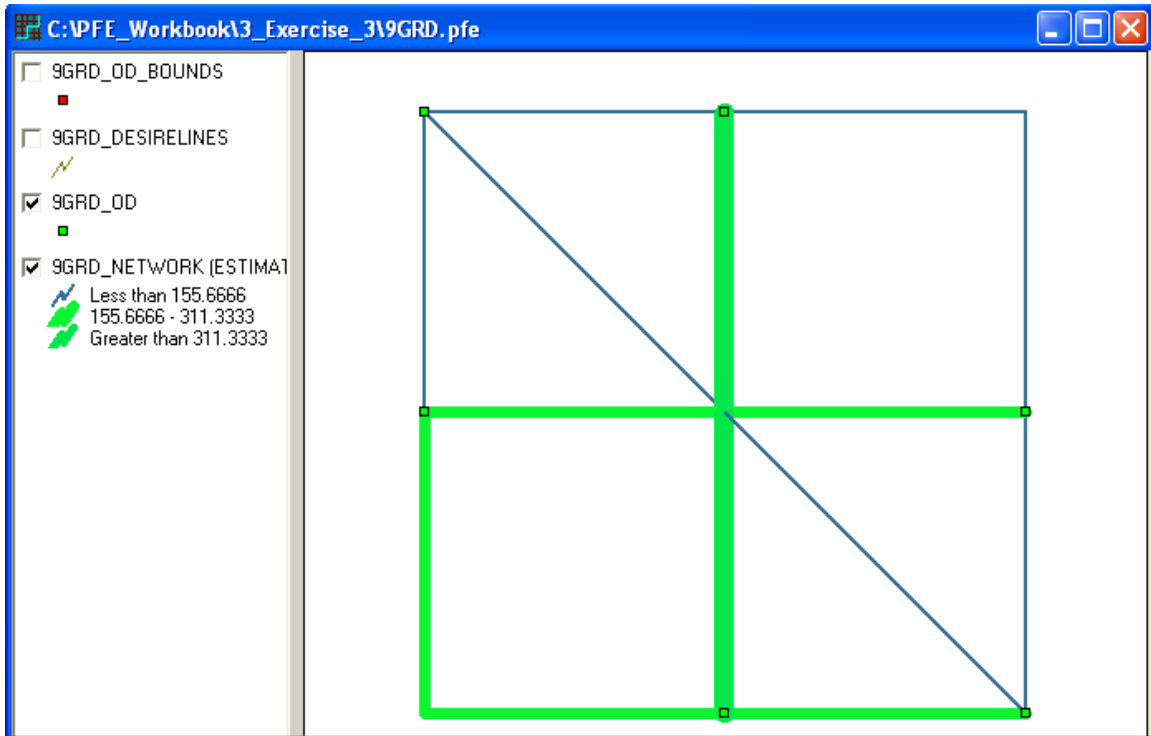 C:\PFE_Workbook\3_Exercise_3\9GRD.pfe
9GRD_OD_BOUNDS
9GRD_DESIRELINES
9GRD_OD
9GRD_NETWORK (ESTIMAT
Less than 155.6666
155.6666 - 311.3333
Greater than 311.3333